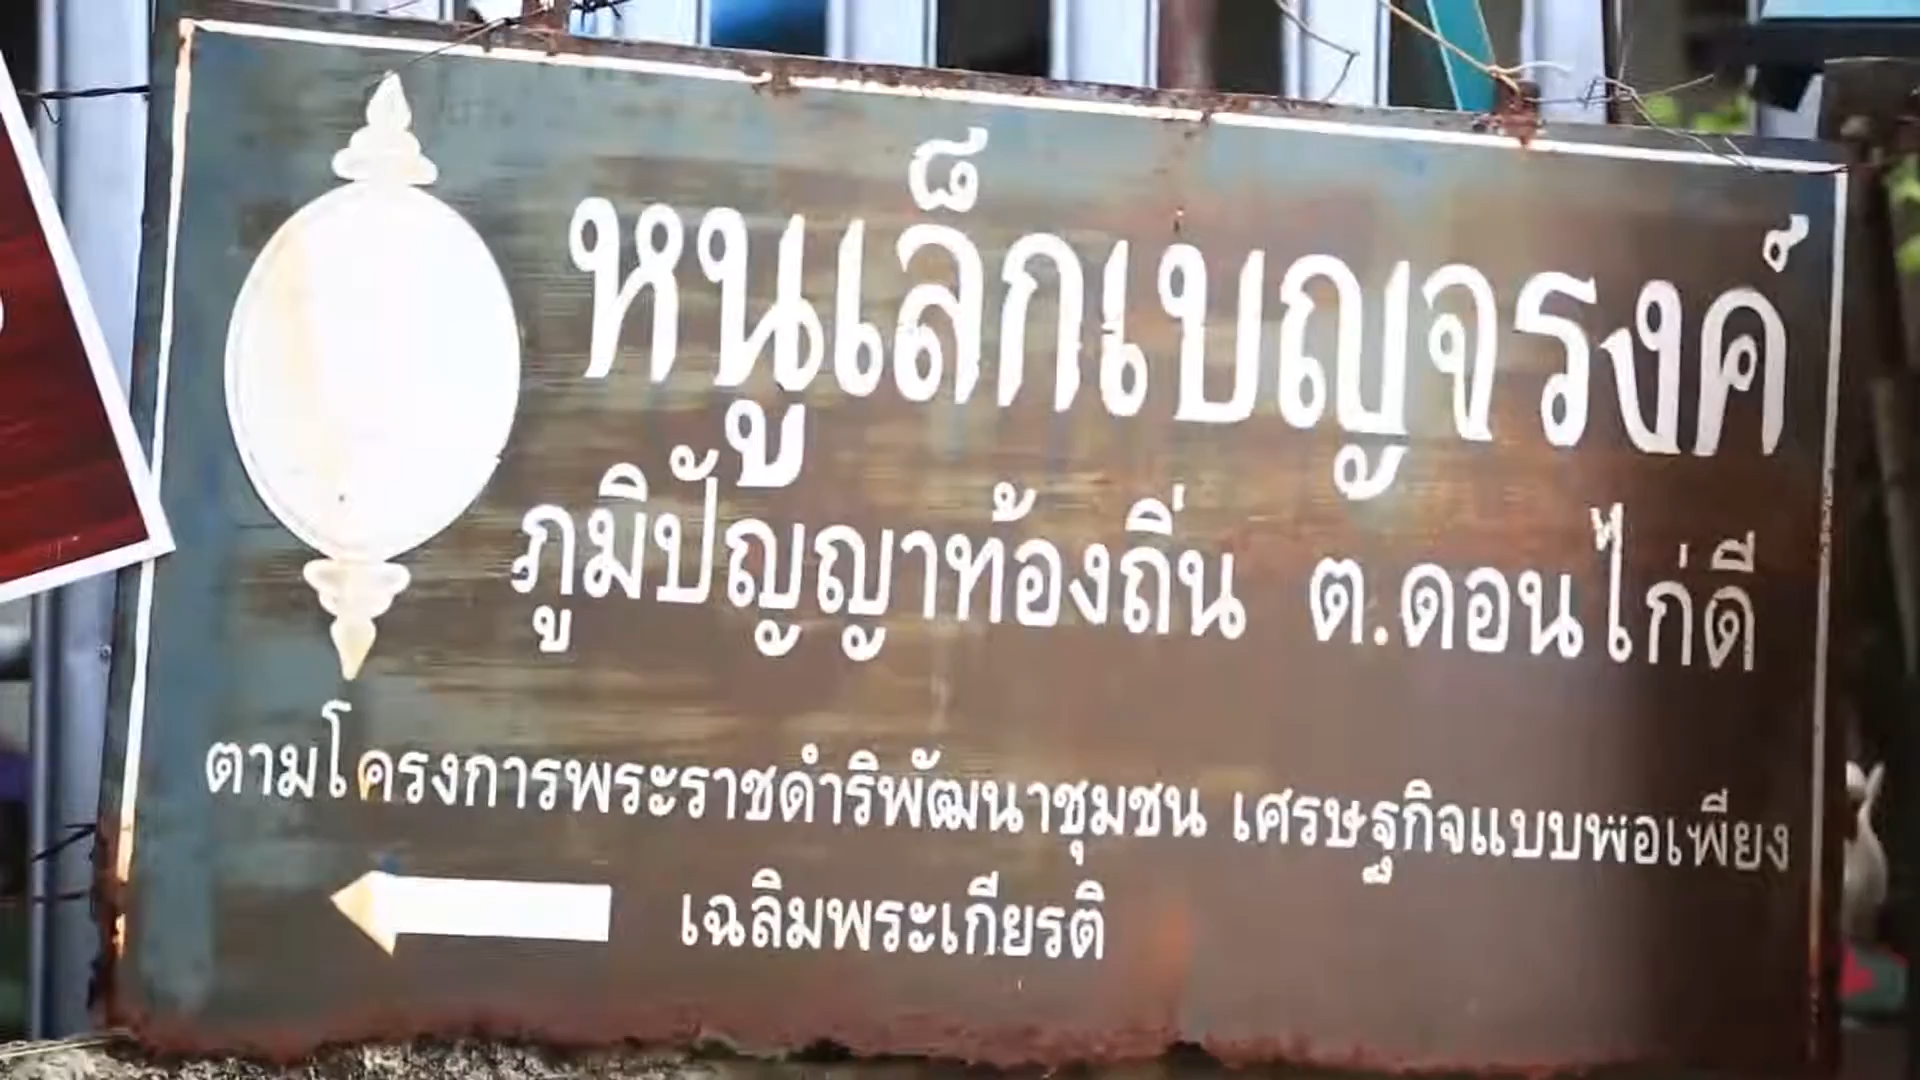 หนูเล็กเบญจรงค์
ภูมิปัญญาท้องถิ่น ต.ดอนไก่ดี
ตามโครงการพระราชดำริพัฒนาชุมชน เศรษฐกิจแบบพอเพียง
เฉลิมพระเกียรติ